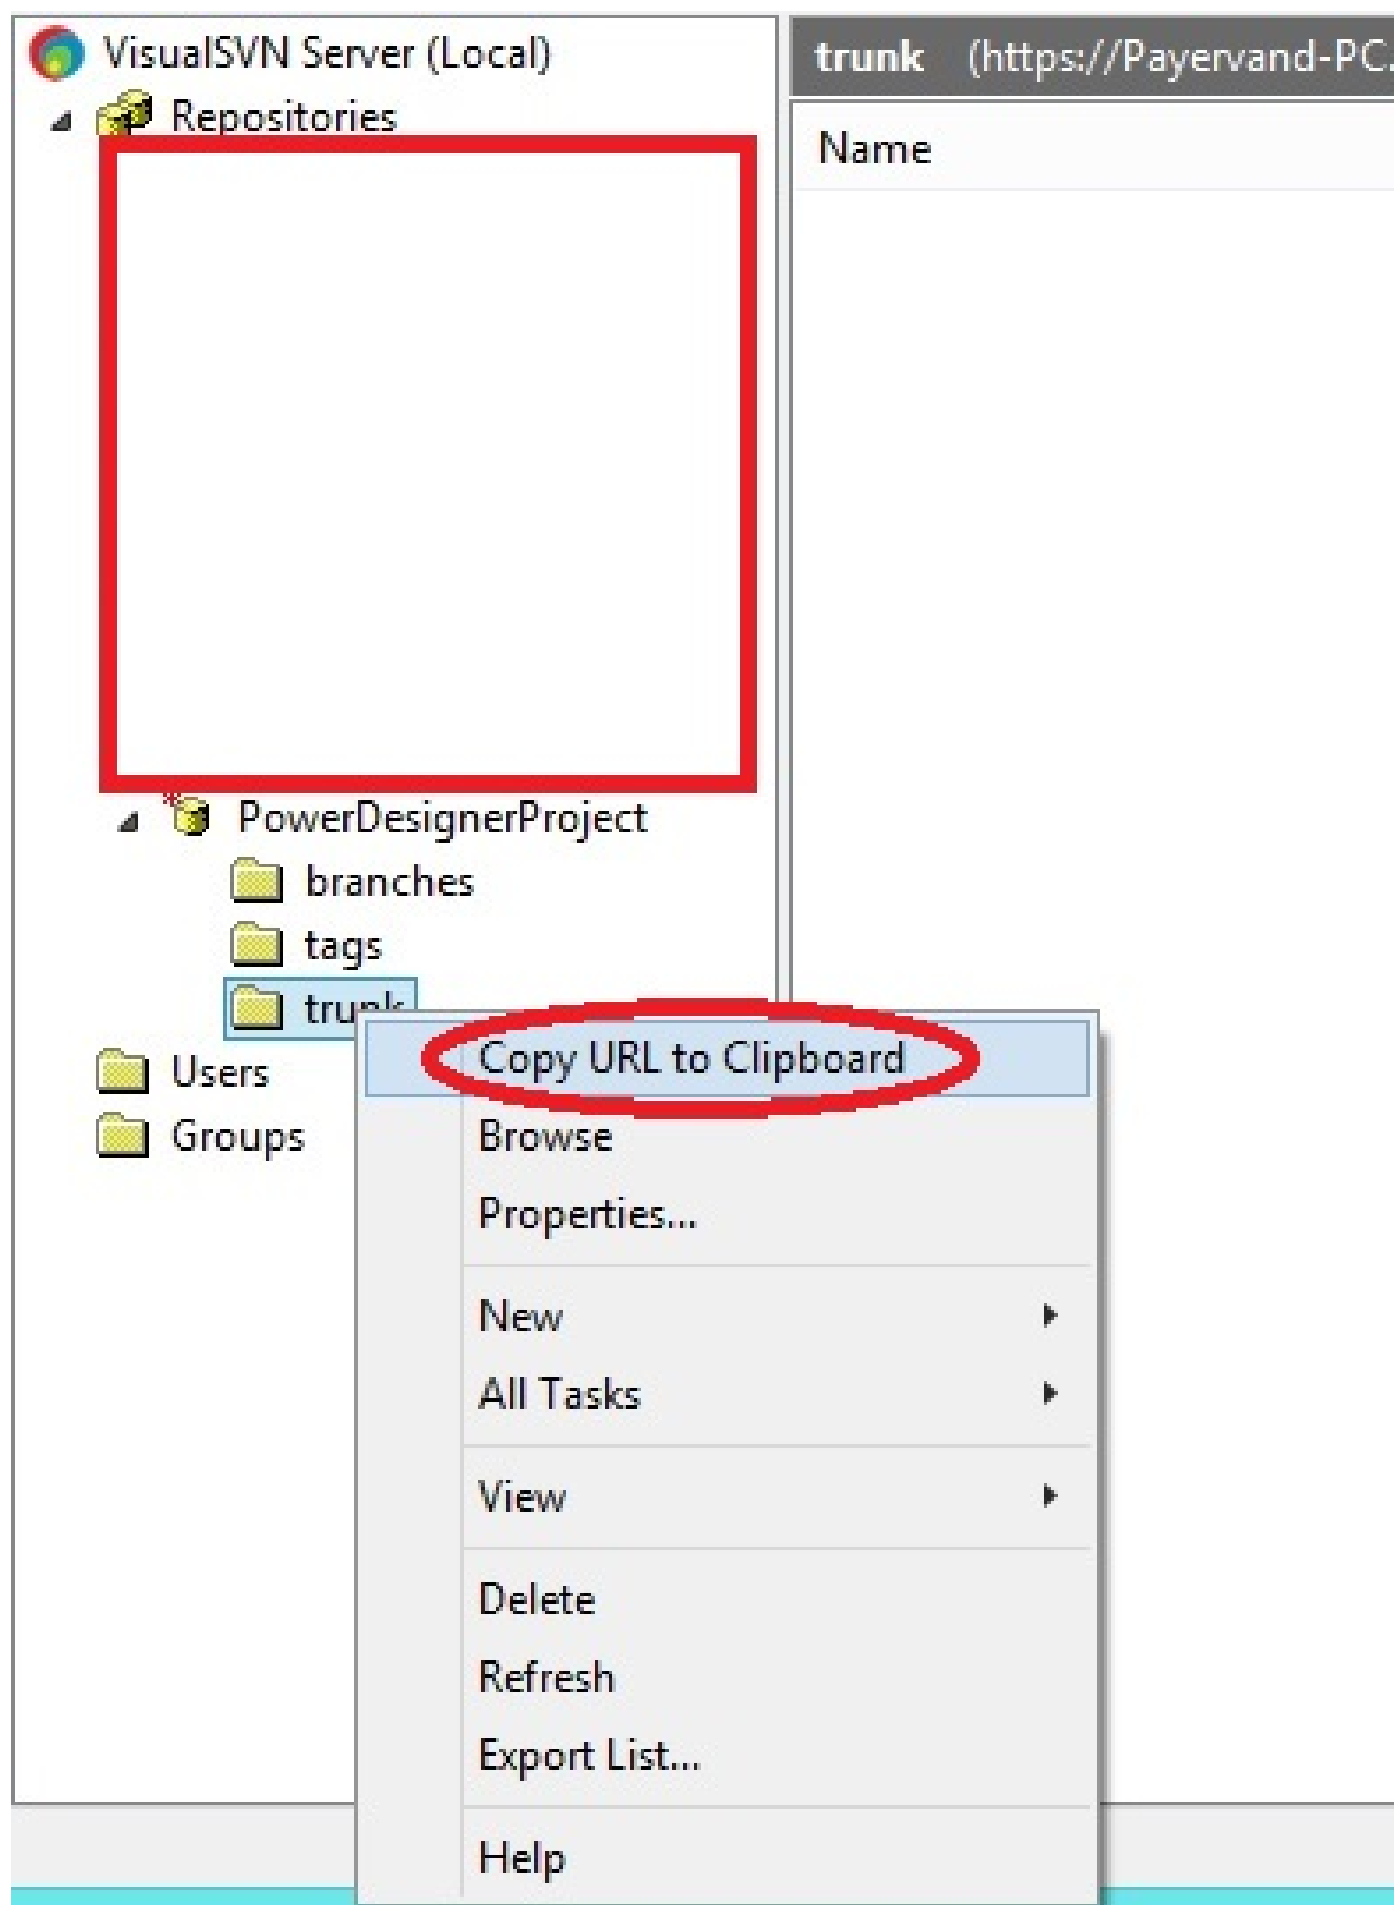 VisualSVN Server (Local)
Repositories
PowerDesignerProject
branches
tags
trunk
Users
Groups
trunk (https://Payervand-PC.
Name
Copy URL to Clipboard
Browse
Properties...
New
All Tasks
View
Delete
Refresh
Export List...
Help